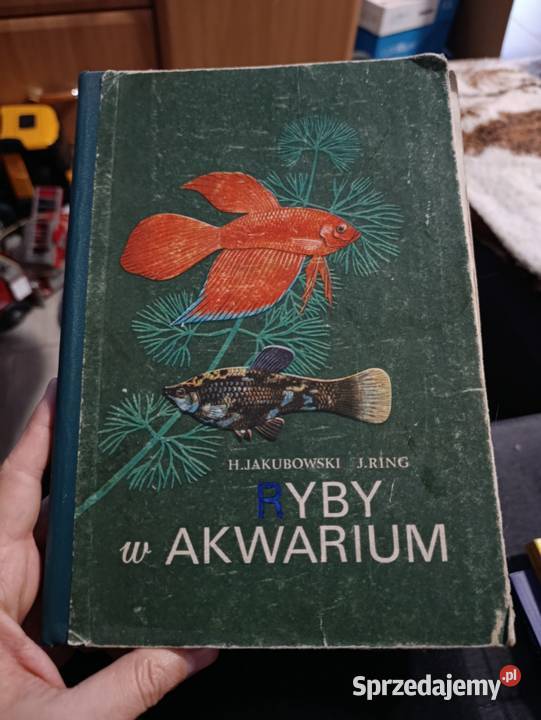 H.JAKUBOWSKI J.RING
RYBY
w AKWARIUM
Sprzedajemy.pl